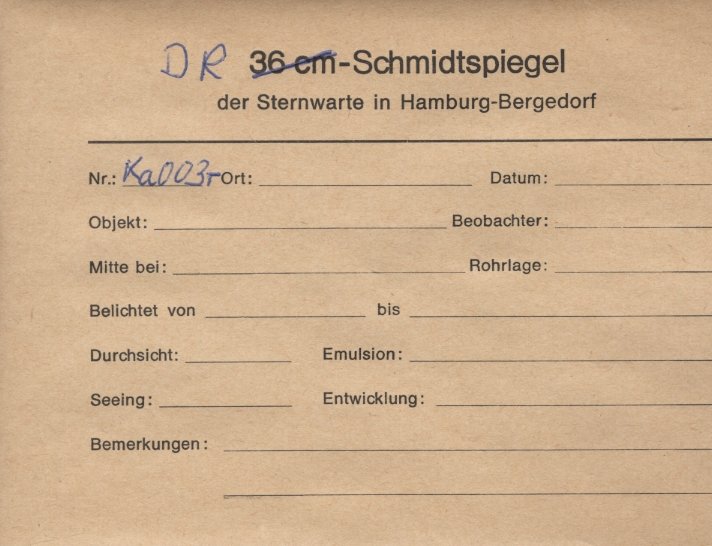 DR 36 cm-Schmidtspiegel
der Sternwarte in Hamburg-Bergedorf
Nr.: Ka003r Ort: Datum:
Objekt: Beobachter:
Mitte bei: Rohrlage:
Belichtet von bis
Durchsicht: Emulsion:
Seeing: Entwicklung:
Bemerkungen: